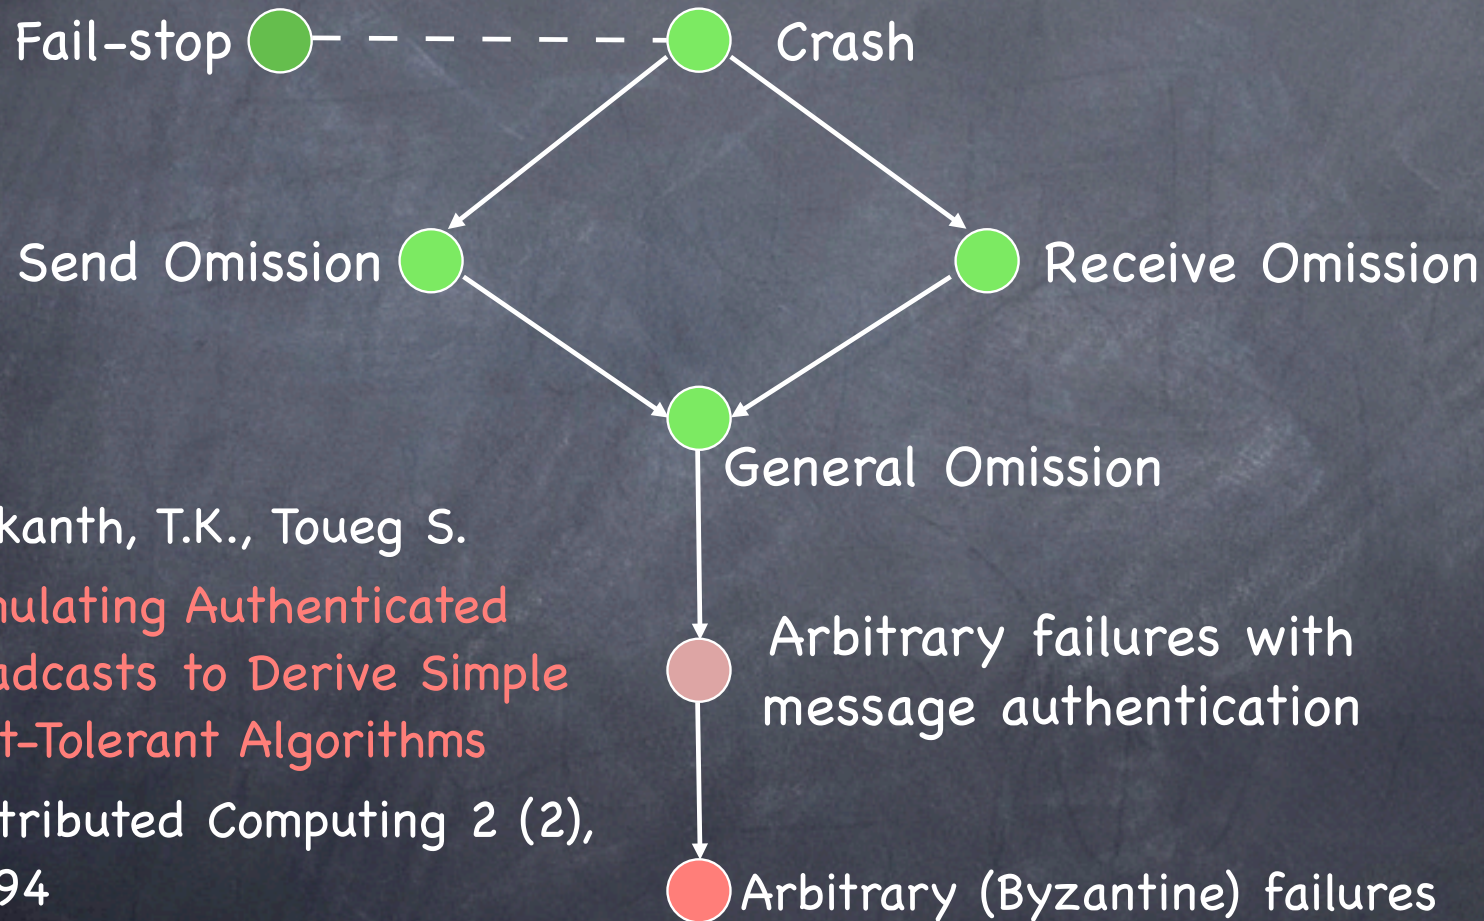 Fail-stop
Crash
Send Omission
Receive Omission
General Omission
kanth, T.K., Toueg S.
nulating Authenticated
adcasts to Derive Simple
t-Tolerant Algorithms
tributed Computing 2 (2),
94
Arbitrary failures with
message authentication
Arbitrary (Byzantine) failures